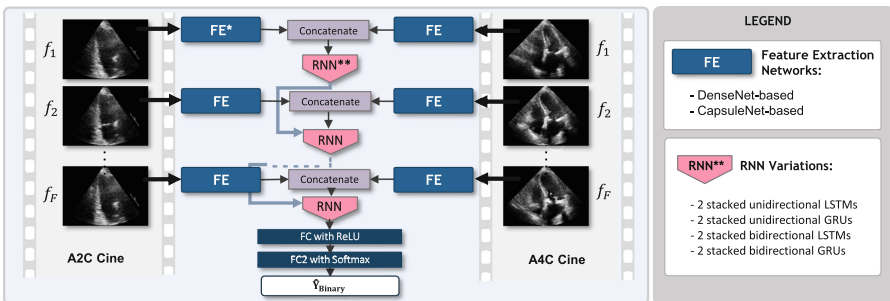 f1
FE*
Concatenate
FE
f1
RNN**
f2
FE
Concatenate
FE
f2
RNN
fF
FE
Concatenate
FE
fF
RNN
FC with ReLU
A2C Cine
FC2 with Softmax
A4C Cine
ŶBinary
LEGEND
FE
Feature Extraction
Networks:
- DenseNet-based
- CapsuleNet-based
RNN**
RNN Variations:
- 2 stacked unidirectional LSTMs
- 2 stacked unidirectional GRUs
- 2 stacked bidirectional LSTMs
- 2 stacked bidirectional GRUs